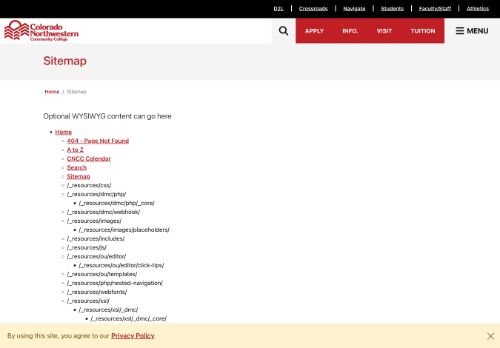 D2L Crossroads Navigate Students Faculty/Staff Athletics
Colorado
Northwestern
Community College
APPLY INFO. VISIT TUITION MENU
Sitemap
Home / Sitemap
Optional WYSIWYG content can go here
Home
404 - Page Not Found
A to Z
CNCC Calendar
Search
Sitemap
/_resources/css/
/_resources/dmc/php/
/_resources/dmc/php/_core/
/_resources/dmc/webhook/
/_resources/images/
/_resources/images/placeholders/
/_resources/includes/
/_resources/js/
/_resources/ou/editor/
/_resources/ou/editor/click-tips/
/_resources/ou/templates/
/_resources/php/nested-navigation/
/_resources/webfonts/
/_resources/xsl/
/_resources/xsl/_dmc/
/_resources/xsl/_dmc/_core/
By using this site, you agree to our Privacy Policy